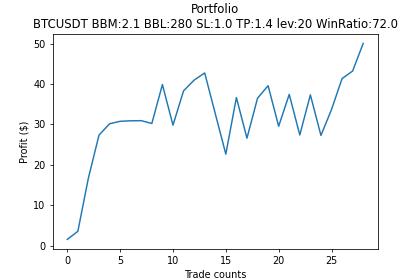 Portfolio
BTCUSDT BBM:2.1 BBL:280 SL:1.0 TP:1.4 lev:20 WinRatio:72.0
50
40
30
20
10
0
Profit ($)
0 5 10 15 20 25
Trade counts